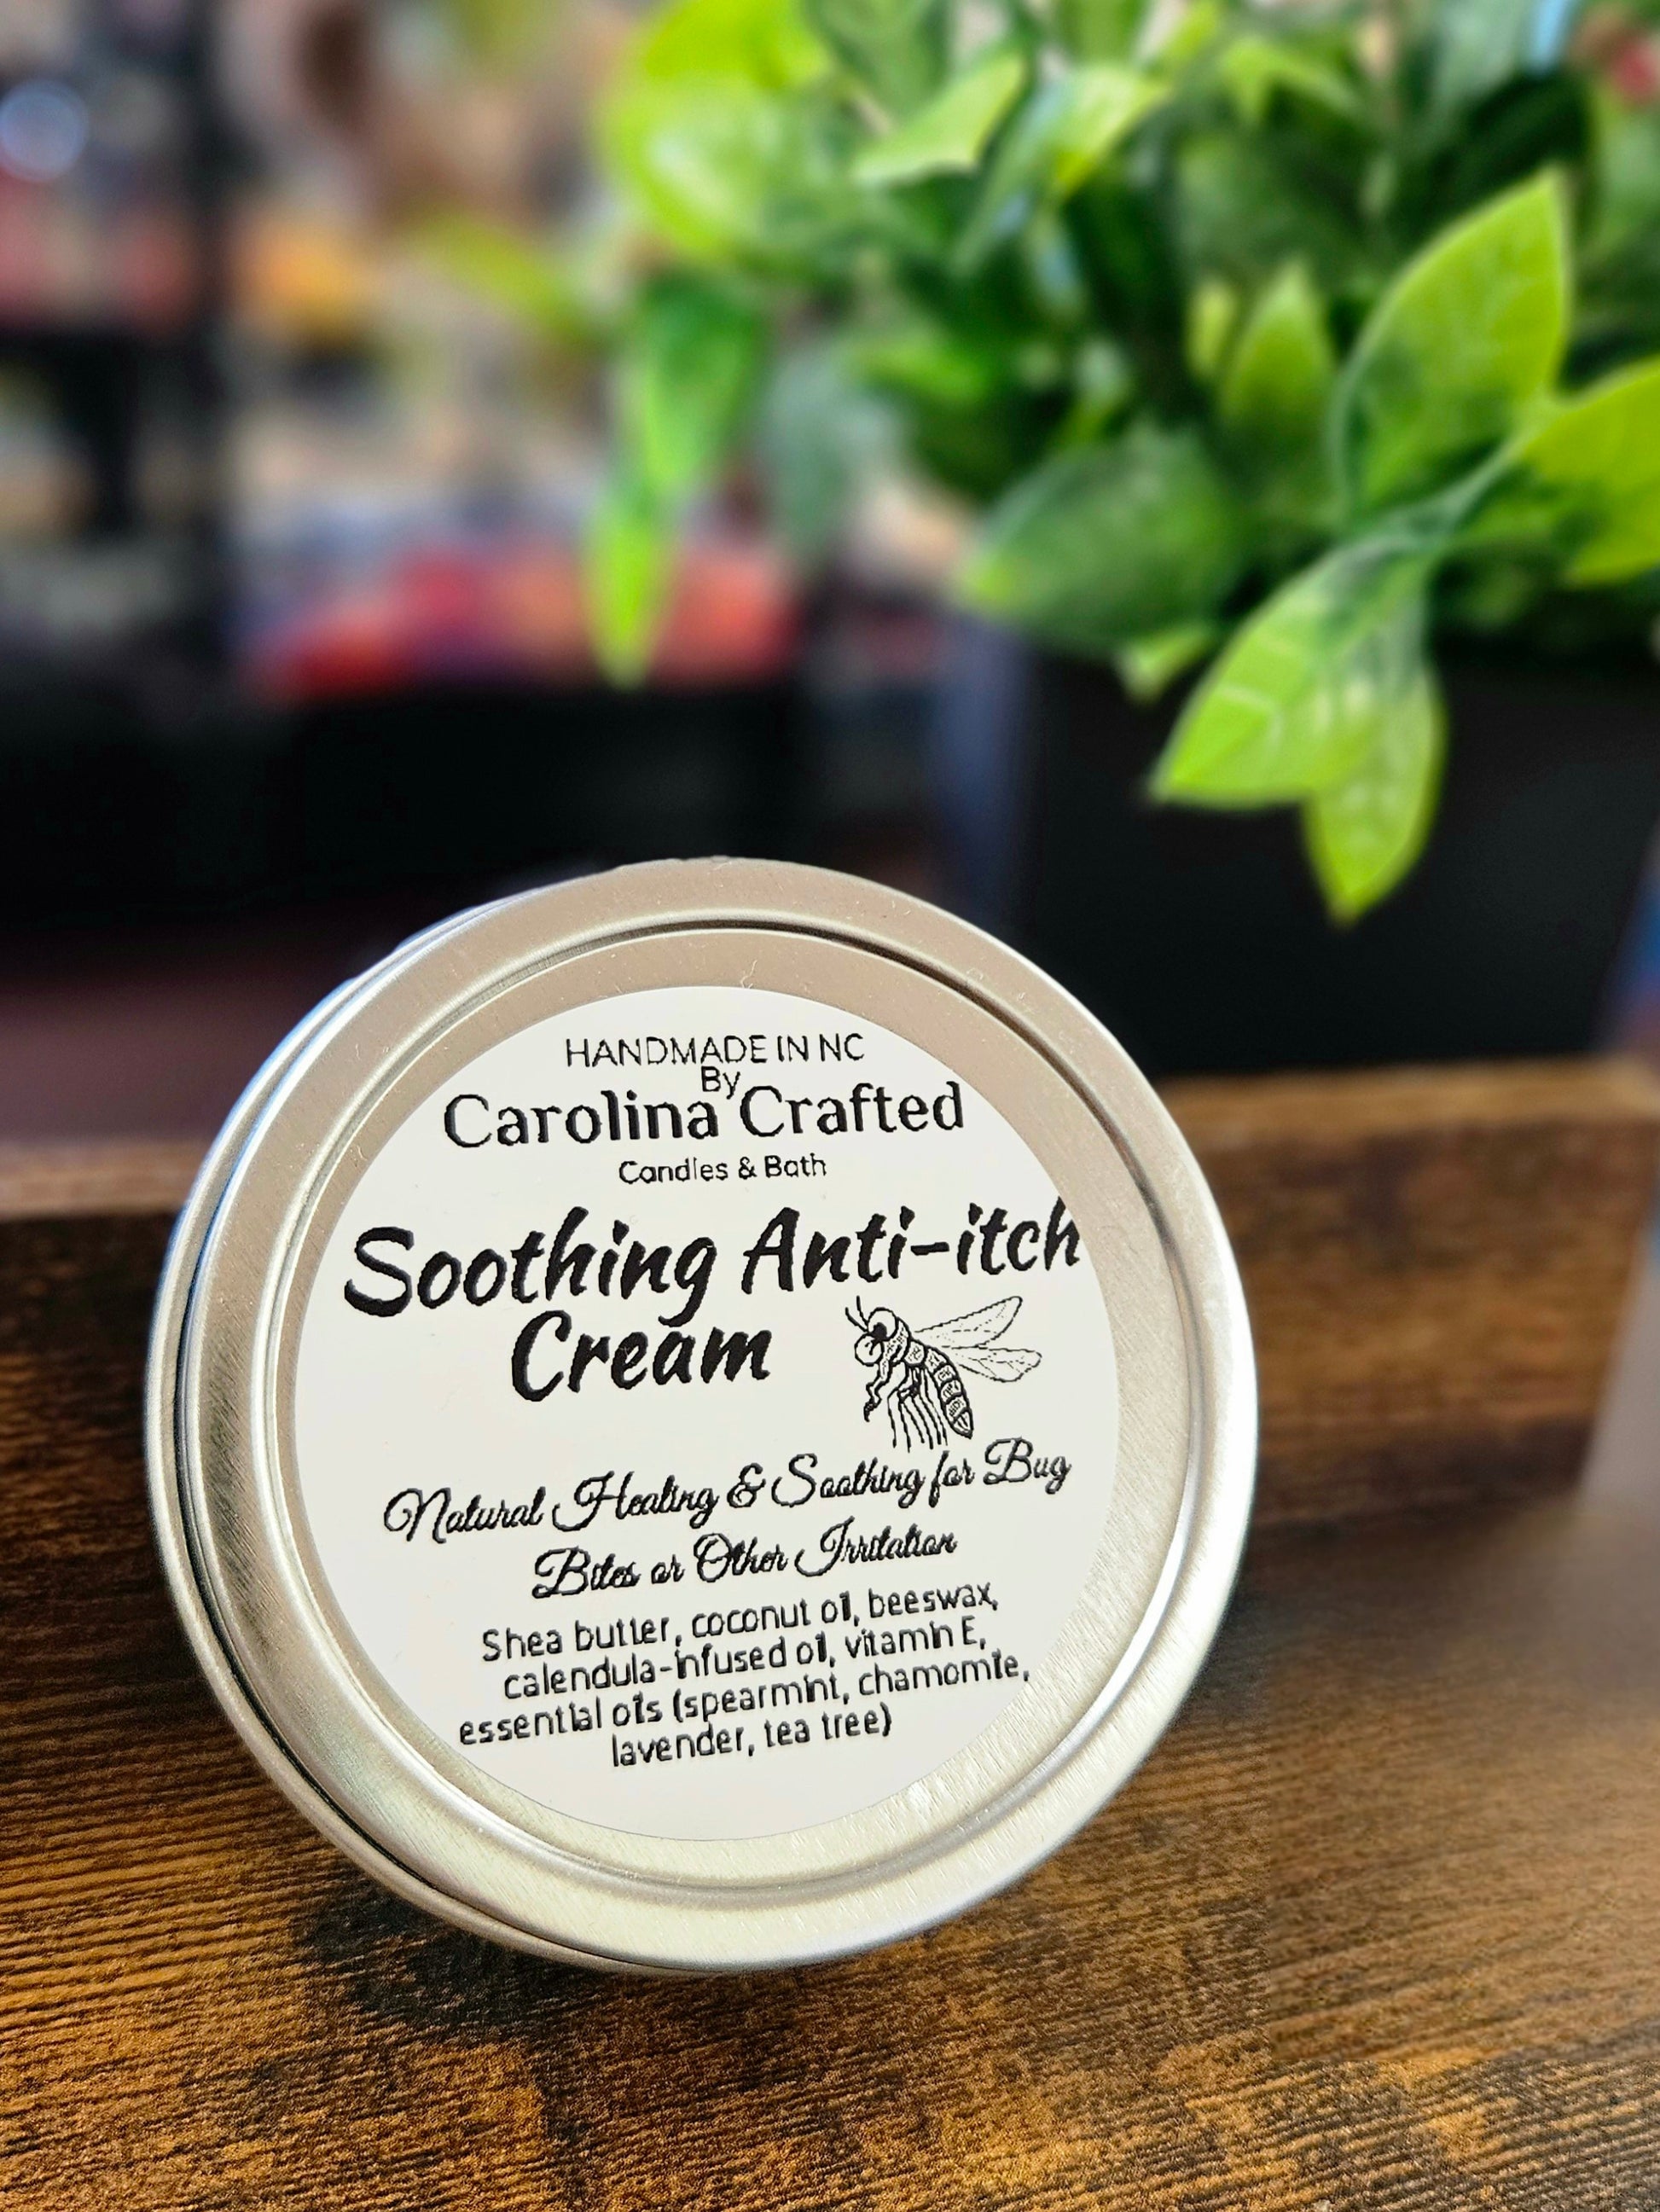 HANDMADE IN NC
By
Carolina Crafted
Candles & Bath
Soothing Anti-itch
Cream
Natural Healing & Soothing for Bug
Bites or Other Irritation
Shea butter, coconut oil, beeswax,
calendula-infused oil, vitamin E,
essential oils (spearmint, chamomile,
lavender, tea tree)